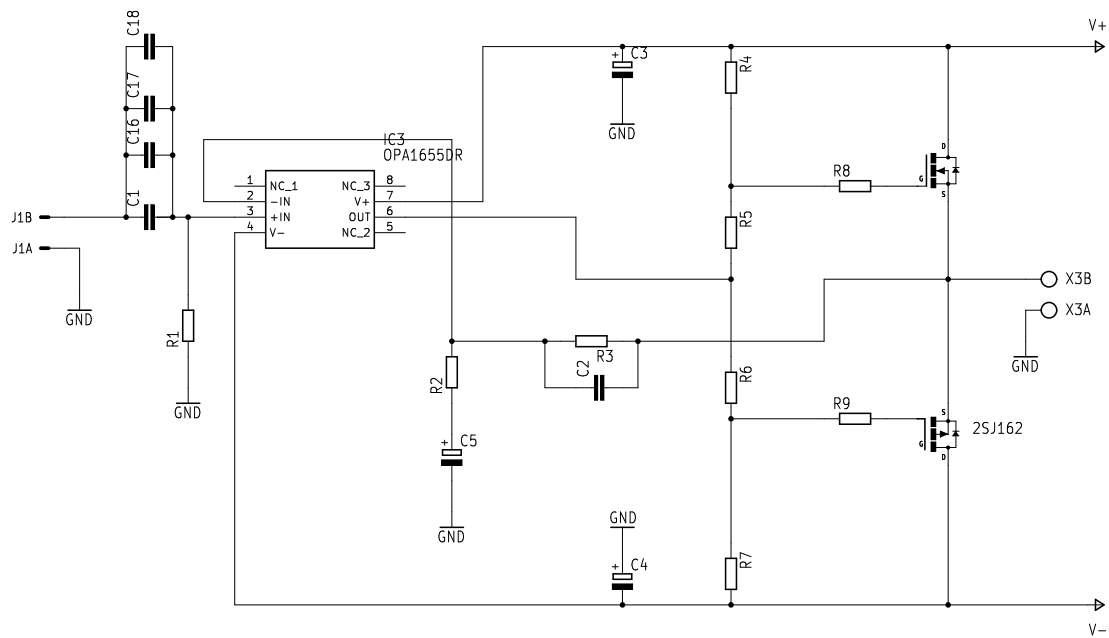 C18
V+
C3
R4
C17
C16
IC3
OPA1655DR
D
R8
G
S
C1
GND
1 NC_1 NC_3 8
2 -IN V+ 7
3 +IN OUT 6
4 V- NC_2 5
R5
J1B
J1A
X3B
X3A
GND
R1
R3
C2
GND
R2
R6
GND
R9
S
G
D
2SJ162
C5
GND
GND
C4
R7
V-